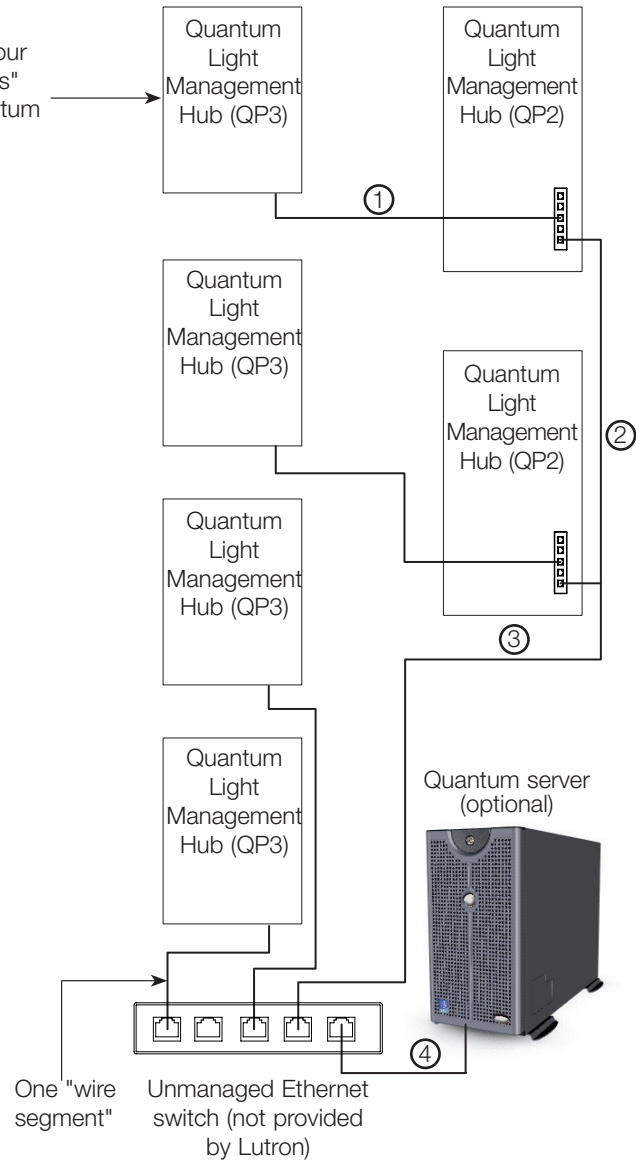 Quantum
Light
Management
Hub (QP3)
Quantum
Light
Management
Hub (QP2)
our
s"
tum
①
Quantum
Light
Management
Hub (QP3)
Quantum
Light
Management
Hub (QP2)
②
Quantum
Light
Management
Hub (QP3)
③
Quantum
Light
Management
Hub (QP3)
Quantum server
(optional)
④
One "wire
segment"
Unmanaged Ethernet
switch (not provided
by Lutron)